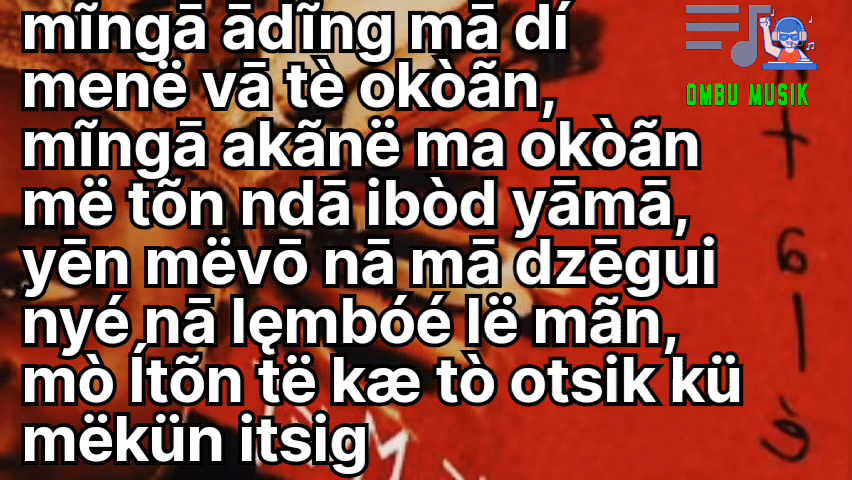 mĩngā ādĩng mā dí
menë vā tè okòãn,
mĩngā akãnë ma okòãn
më tõn ndā ibòd yāmā,
yēn mëvō nā mā dzēgui
nyé nā lęmbóé lë mãn,
mò Ítõn të kæ tò otsik kü
mëkün itsig
OMBU MUSIK